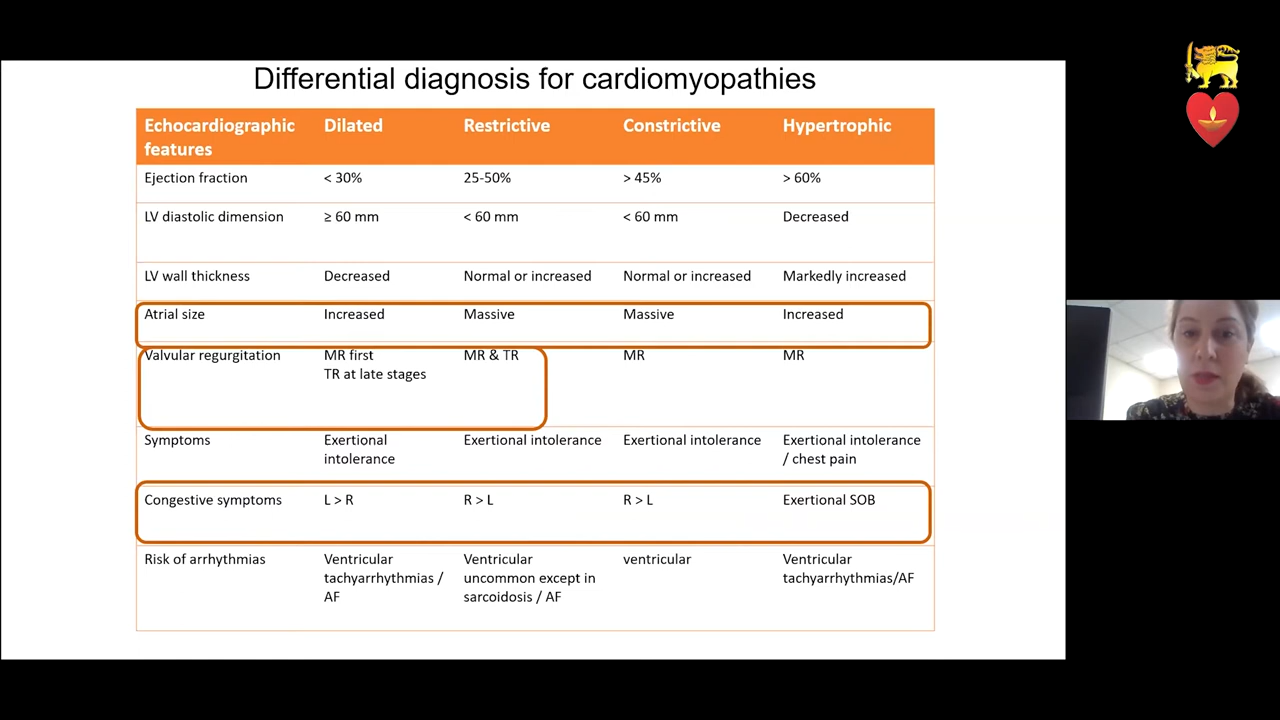 Differential diagnosis for cardiomyopathies
Echocardiographic features Dilated Restrictive Constrictive Hypertrophic
Ejection fraction < 30% 25-50% > 45% > 60%
LV diastolic dimension ≥ 60 mm < 60 mm < 60 mm Decreased
LV wall thickness Decreased Normal or increased Normal or increased Markedly increased
Atrial size Increased Massive Massive Increased
Valvular regurgitation MR first MR & TR MR MR
TR at late stages
Symptoms Exertional Exertional intolerance Exertional intolerance Exertional intolerance
intolerance / chest pain
Congestive symptoms L > R R > L R > L Exertional SOB
Risk of arrhythmias Ventricular Ventricular ventricular Ventricular
tachyarrhythmias / uncommon except in tachyarrhythmias/AF
AF sarcoidosis / AF